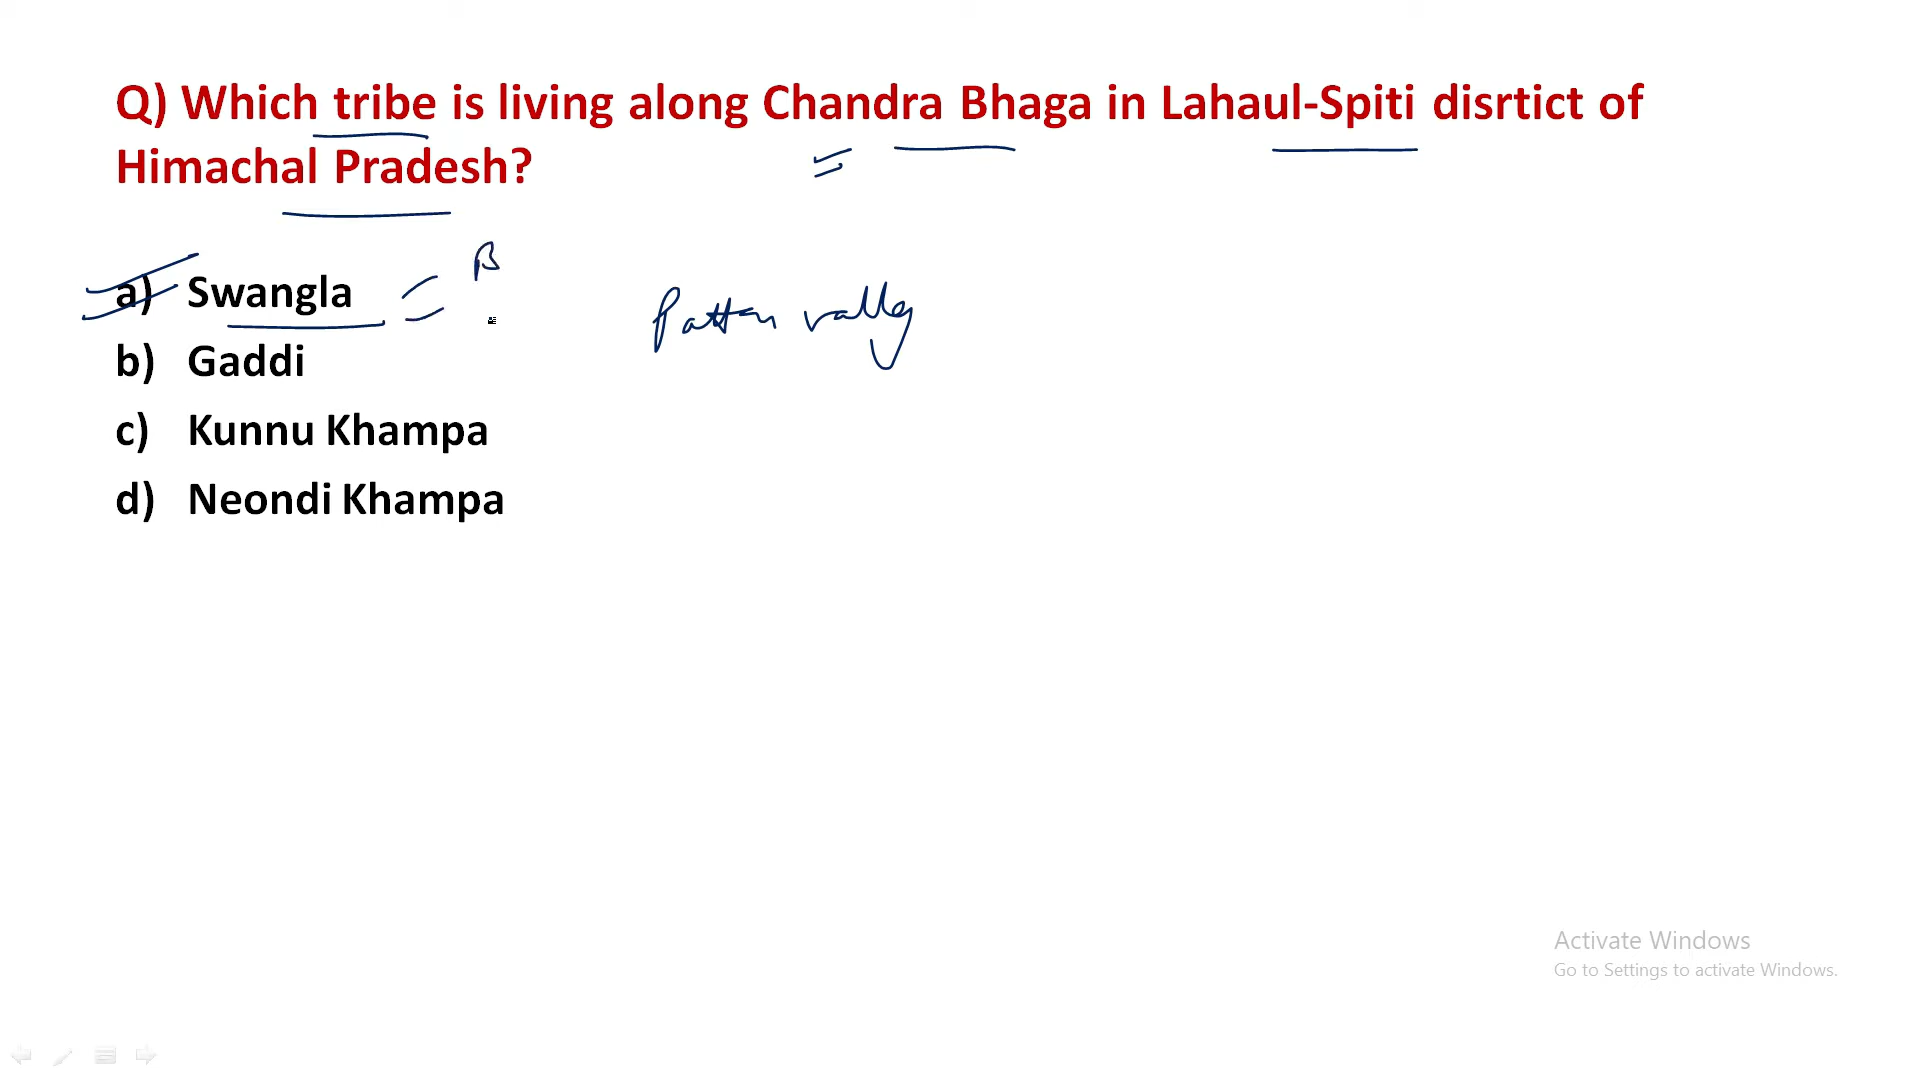 Q) Which tribe is living along Chandra Bhaga in Lahaul-Spiti disrtict of
Himachal Pradesh?
a) Swangla = B
Pattan valley
b) Gaddi
c) Kunnu Khampa
d) Neondi Khampa
Activate Windows
Go to Settings to activate Windows.